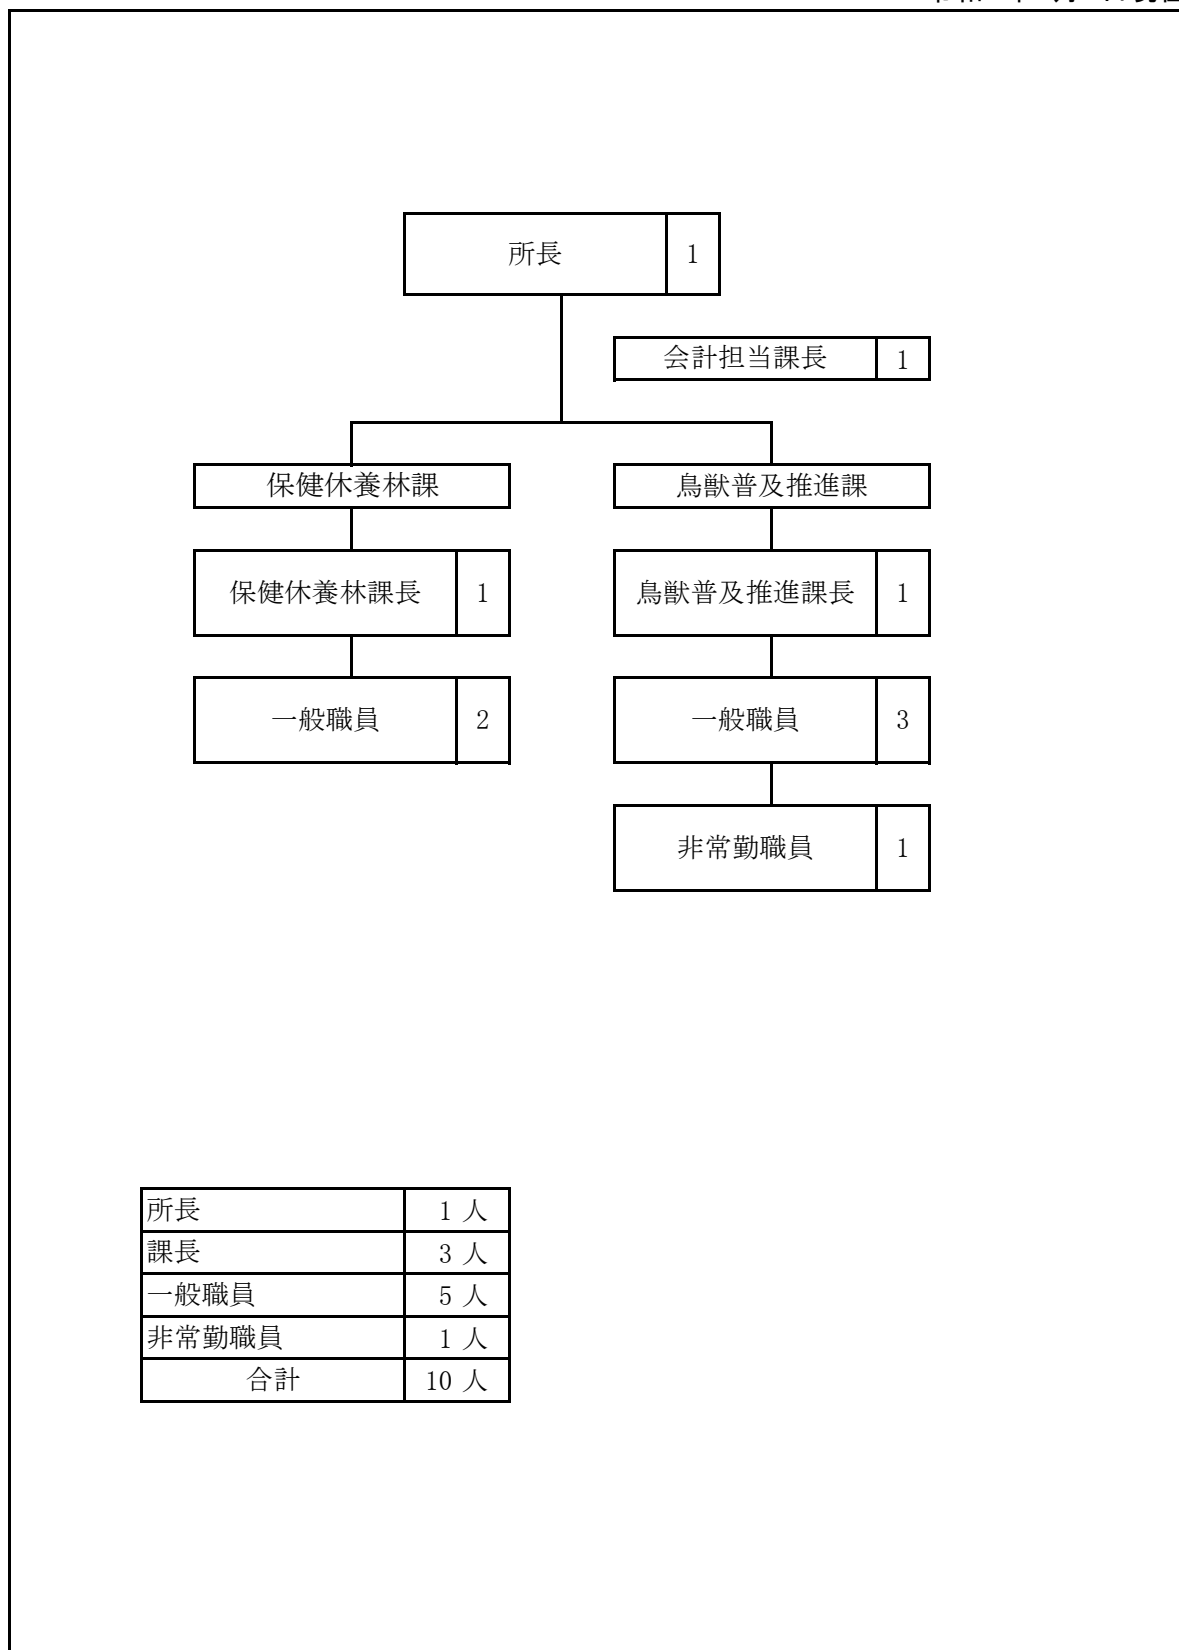 所長 1
会計担当課長 1
保健休養林課 鳥獣普及推進課
保健休養林課長 1 鳥獣普及推進課長 1
一般職員 2 一般職員 3
非常勤職員 1
所長 1 人
課長 3 人
一般職員 5 人
非常勤職員 1 人
合計 10 人